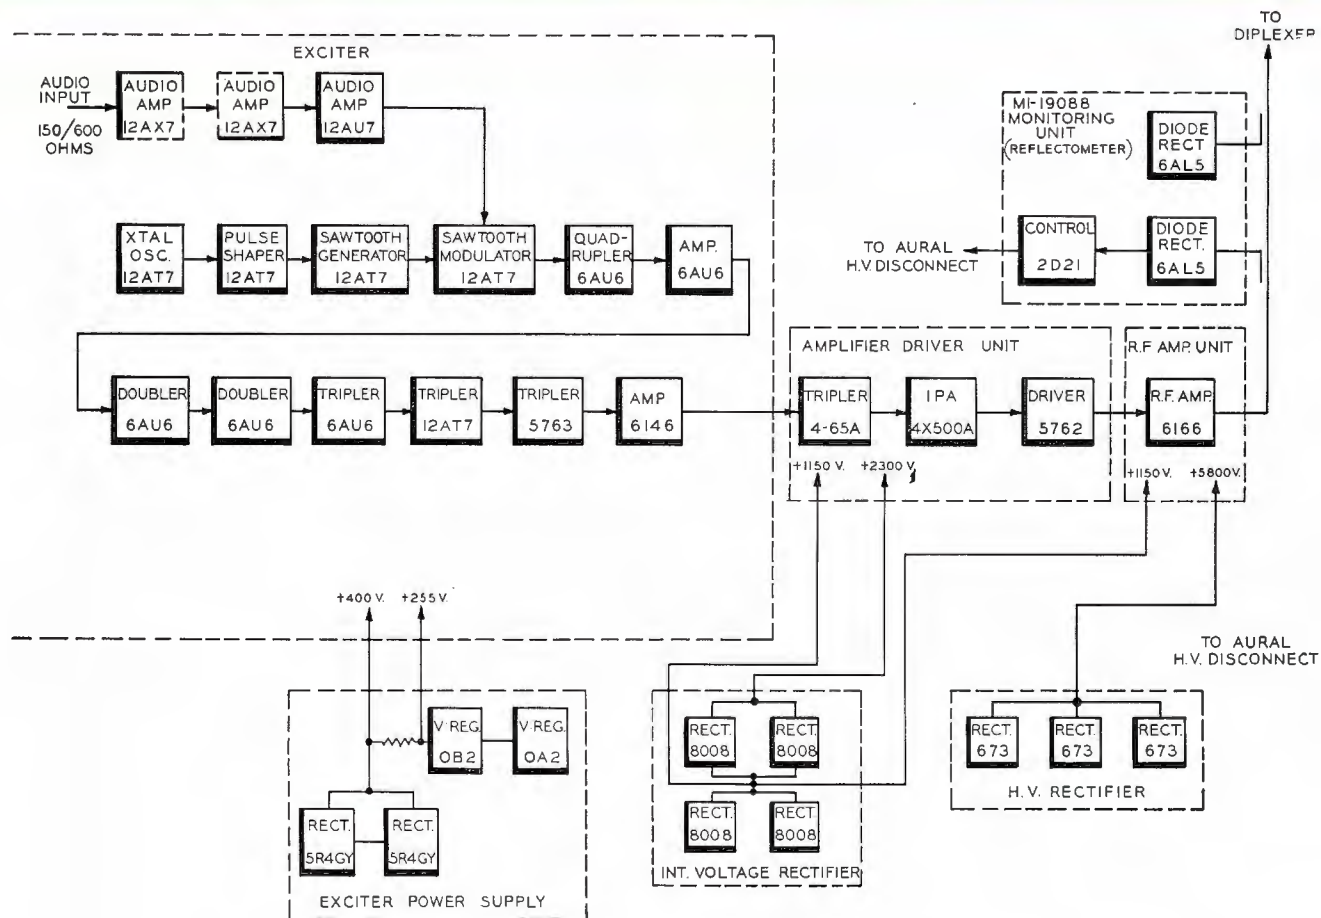 TO
DIPLEXER
EXCITER
AUDIO
INPUT
150/600
OHMS
AUDIO
AMP
12AX7
AUDIO
AMP
12AX7
AUDIO
AMP
12AU7
MI-19088
MONITORING
UNIT
(REFLECTOMETER)
DIODE
RECT
6AL5
XTAL
OSC.
12AT7
PULSE
SHAPER
12AT7
SAWTOOTH
GENERATOR
12AT7
SAWTOOTH
MODULATOR
12AT7
QUAD-
RUPLER
6AU6
AMP.
6AU6
TO AURAL
H.V. DISCONNECT
CONTROL
2D21
DIODE
RECT.
6AL5
AMPLIFIER DRIVER UNIT
R.F AMP. UNIT
DOUBLER
6AU6
DOUBLER
6AU6
TRIPLER
6AU6
TRIPLER
12AT7
TRIPLER
5763
AMP
6146
TRIPLER
4-65A
IPA
4X500A
DRIVER
5762
R.F. AMP.
6166
+1150 V.
+2300 V.
+1150 V.
+5800V.
+400 V.
+255 V.
TO AURAL
H.V. DISCONNECT
V. REG.
OB2
V. REG.
OA2
RECT.
8008
RECT.
8008
RECT.
673
RECT.
673
RECT.
673
H.V. RECTIFIER
RECT.
5R4GY
RECT.
5R4GY
RECT.
8008
RECT.
8008
INT. VOLTAGE RECTIFIER
EXCITER POWER SUPPLY